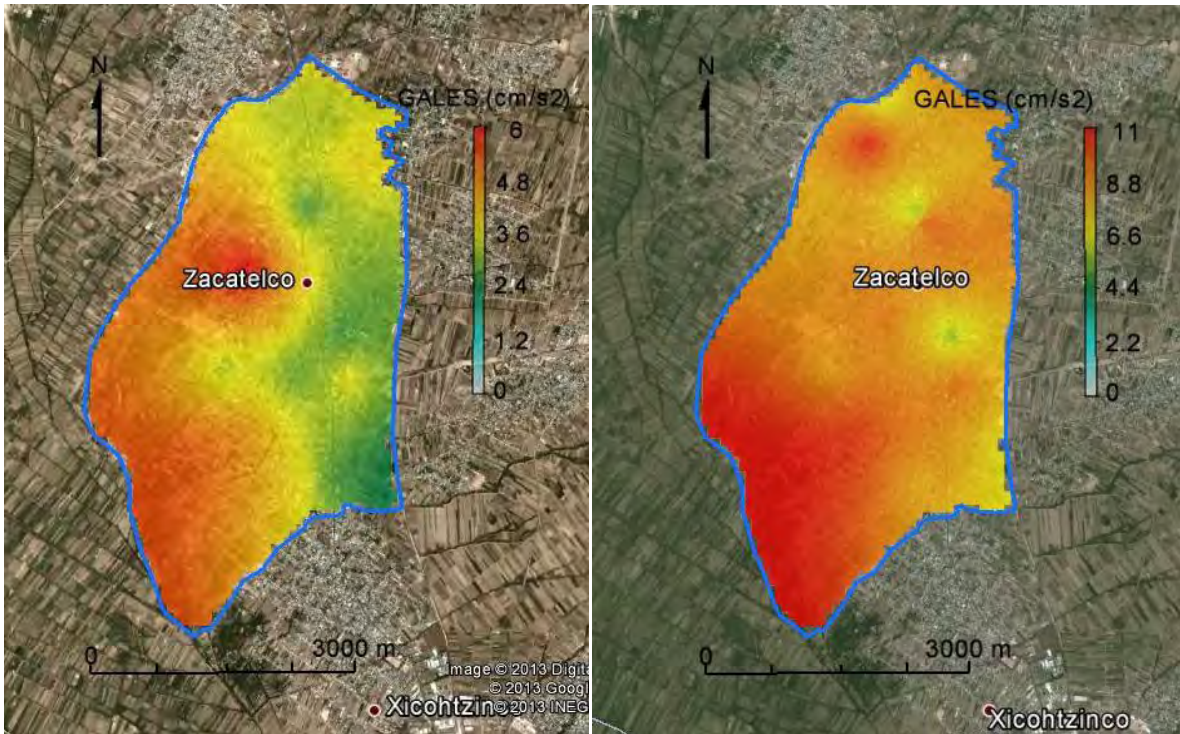 N
GALES (cm/s2)
6
4.8
3.6
2.4
1.2
0
Zacatelco
0
3000 m
Image © 2013 Digita
© 2013 Googl
© 2013 INEG
Xicohtzinco
N
GALES (cm/s2)
11
8.8
6.6
4.4
2.2
0
Zacatelco
0
3000 m
Xicohtzinco